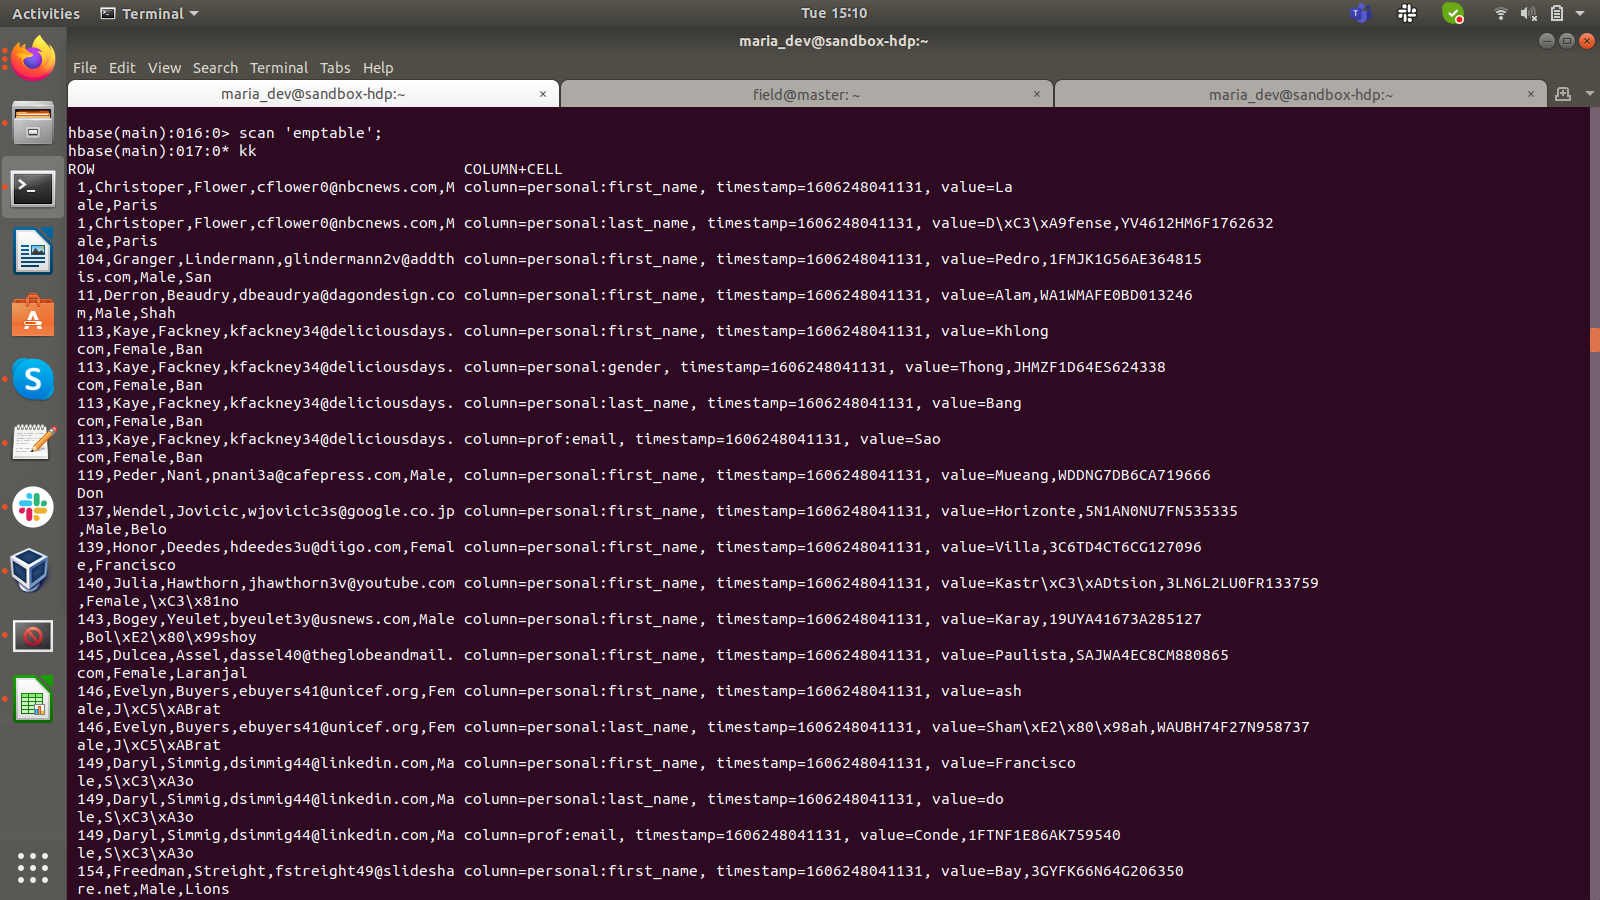 Activities Terminal Tue 15:10
maria_dev@sandbox-hdp:~
File Edit View Search Terminal Tabs Help
maria_dev@sandbox-hdp:~ × field@master: ~ × maria_dev@sandbox-hdp:~ ×
hbase(main):016:0> scan 'emptable';
hbase(main):017:0* kk
ROW COLUMN+CELL
1,Christoper,Flower,cflower0@nbcnews.com,M column=personal:first_name, timestamp=1606248041131, value=La
ale,Paris
1,Christoper,Flower,cflower0@nbcnews.com,M column=personal:last_name, timestamp=1606248041131, value=D\xC3\xA9fense,YV4612HM6F1762632
ale,Paris
104,Granger,Lindermann,glindermann2v@addth column=personal:first_name, timestamp=1606248041131, value=Pedro,1FMJK1G56AE364815
is.com,Male,San
11,Derron,Beaudry,dbeaudrya@dagondesign.co column=personal:first_name, timestamp=1606248041131, value=Alam,WA1WMAFE0BD013246
m,Male,Shah
113,Kaye,Fackney,kfackney34@deliciousdays. column=personal:first_name, timestamp=1606248041131, value=Khlong
com,Female,Ban
113,Kaye,Fackney,kfackney34@deliciousdays. column=personal:gender, timestamp=1606248041131, value=Thong,JHMZF1D64ES624338
com,Female,Ban
113,Kaye,Fackney,kfackney34@deliciousdays. column=personal:last_name, timestamp=1606248041131, value=Bang
com,Female,Ban
113,Kaye,Fackney,kfackney34@deliciousdays. column=prof:email, timestamp=1606248041131, value=Sao
com,Female,Ban
119,Peder,Nani,pnani3a@cafepress.com,Male, column=personal:first_name, timestamp=1606248041131, value=Mueang,WDDNG7DB6CA719666
Don
137,Wendel,Jovicic,wjovicic3s@google.co.jp column=personal:first_name, timestamp=1606248041131, value=Horizonte,5N1AN0NU7FN535335
,Male,Belo
139,Honor,Deedes,hdeedes3u@diigo.com,Femal column=personal:first_name, timestamp=1606248041131, value=Villa,3C6TD4CT6CG127096
e,Francisco
140,Julia,Hawthorn,jhawthorn3v@youtube.com column=personal:first_name, timestamp=1606248041131, value=Kastr\xC3\xADtsion,3LN6L2LU0FR133759
,Female,\xC3\x81no
143,Bogey,Yeulet,byeulet3y@usnews.com,Male column=personal:first_name, timestamp=1606248041131, value=Karay,19UYA41673A285127
,Bol\xE2\x80\x99shoy
145,Dulcea,Assel,dassel40@theglobeandmail. column=personal:first_name, timestamp=1606248041131, value=Paulista,SAJWA4EC8CM880865
com,Female,Laranjal
146,Evelyn,Buyers,ebuyers41@unicef.org,Fem column=personal:first_name, timestamp=1606248041131, value=ash
ale,J\xC5\xABrat
146,Evelyn,Buyers,ebuyers41@unicef.org,Fem column=personal:last_name, timestamp=1606248041131, value=Sham\xE2\x80\x98ah,WAUBH74F27N958737
ale,J\xC5\xABrat
149,Daryl,Simmig,dsimmig44@linkedin.com,Ma column=personal:first_name, timestamp=1606248041131, value=Francisco
le,S\xC3\xA3o
149,Daryl,Simmig,dsimmig44@linkedin.com,Ma column=personal:last_name, timestamp=1606248041131, value=do
le,S\xC3\xA3o
149,Daryl,Simmig,dsimmig44@linkedin.com,Ma column=prof:email, timestamp=1606248041131, value=Conde,1FTNF1E86AK759540
le,S\xC3\xA3o
154,Freedman,Streight,fstreight49@slidesha column=personal:first_name, timestamp=1606248041131, value=Bay,3GYFK66N64G206350
re.net,Male,Lions